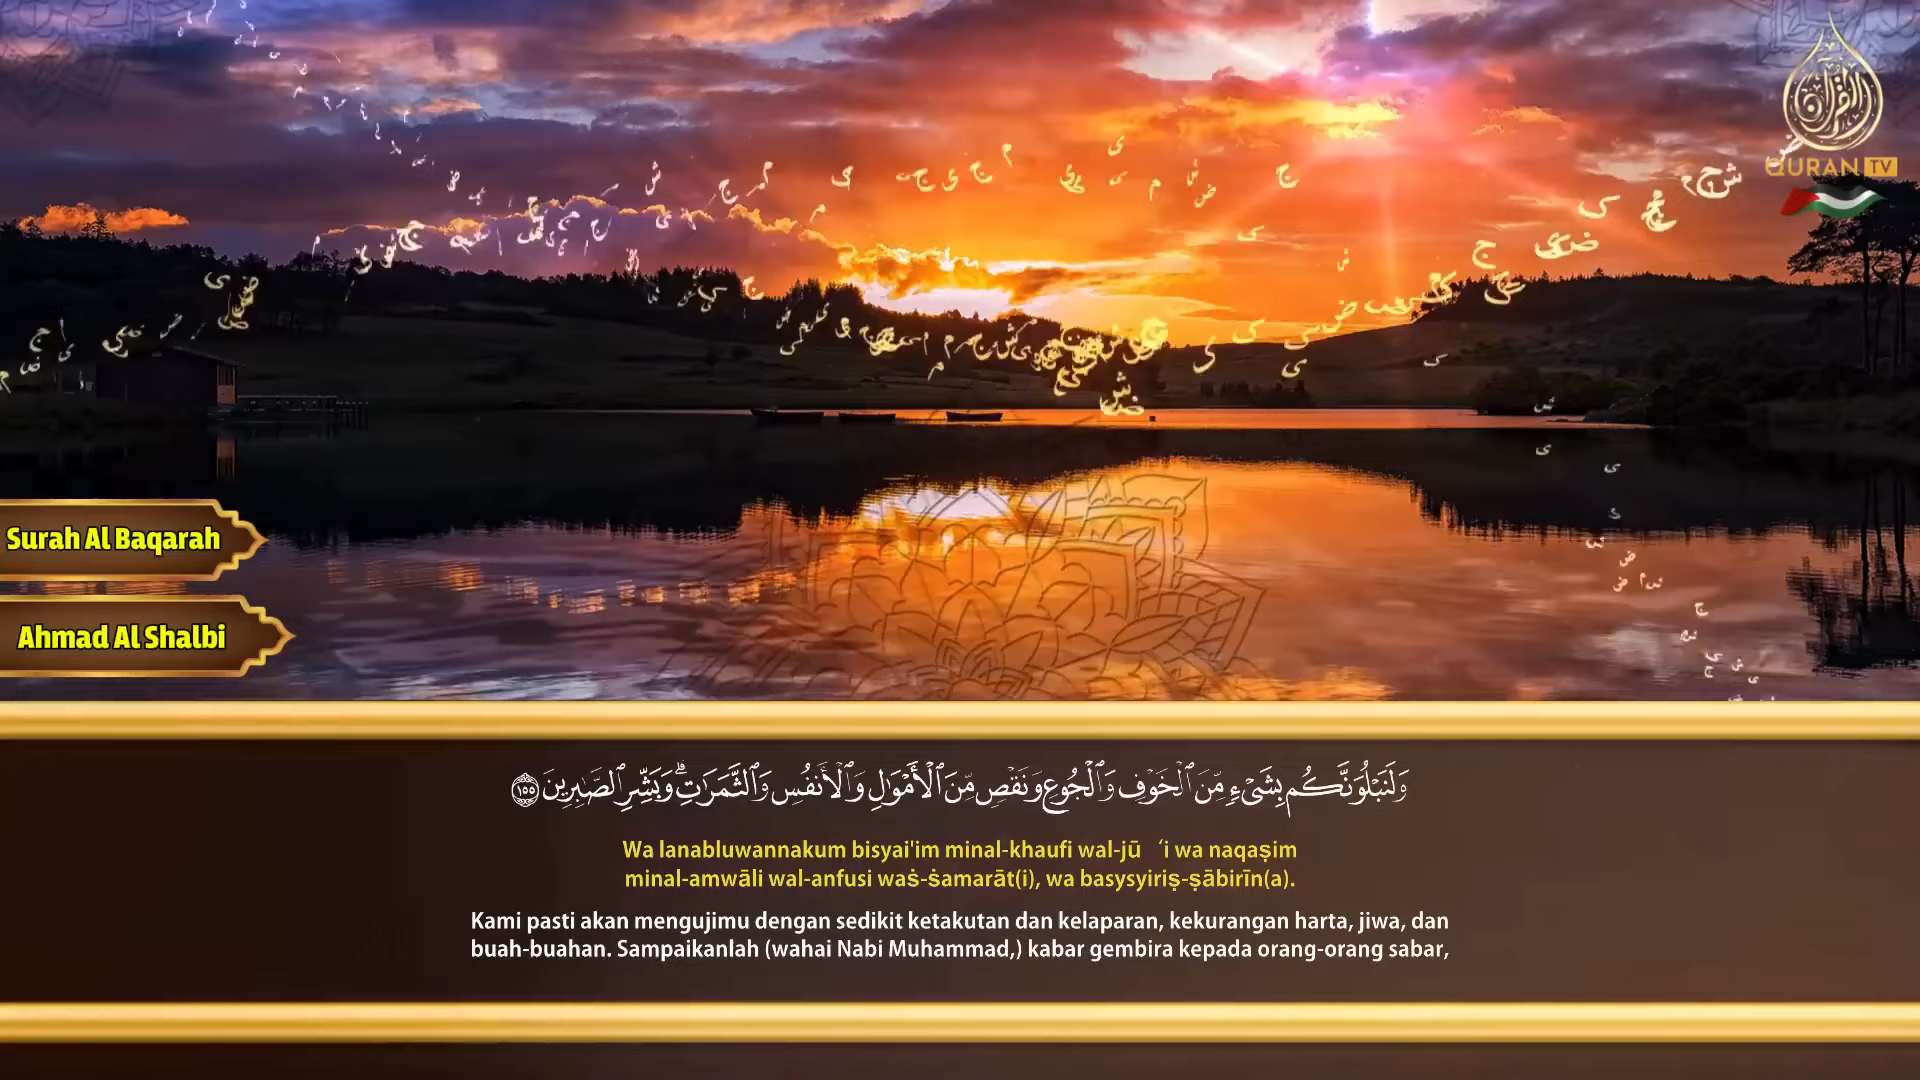 القرآن
QURAN TV
Surah Al Baqarah
Ahmad Al Shalbi
وَلَنَبْلُوَنَّكُم بِشَىْءٍ مِّنَ ٱلْخَوْفِ وَٱلْجُوعِ وَنَقْصٍ مِّنَ ٱلْأَمْوَٰلِ وَٱلْأَنفُسِ وَٱلثَّمَرَٰتِ ۗ وَبَشِّرِ ٱلصَّـٰبِرِينَ ١٥٥
Wa lanabluwannakum bisyai'im minal-khaufi wal-jū‘i wa naqaṣim
minal-amwāli wal-anfusi waṡ-ṡamarāt(i), wa basysyiriṣ-ṣābirīn(a).
Kami pasti akan mengujimu dengan sedikit ketakutan dan kelaparan, kekurangan harta, jiwa, dan
buah-buahan. Sampaikanlah (wahai Nabi Muhammad,) kabar gembira kepada orang-orang sabar,